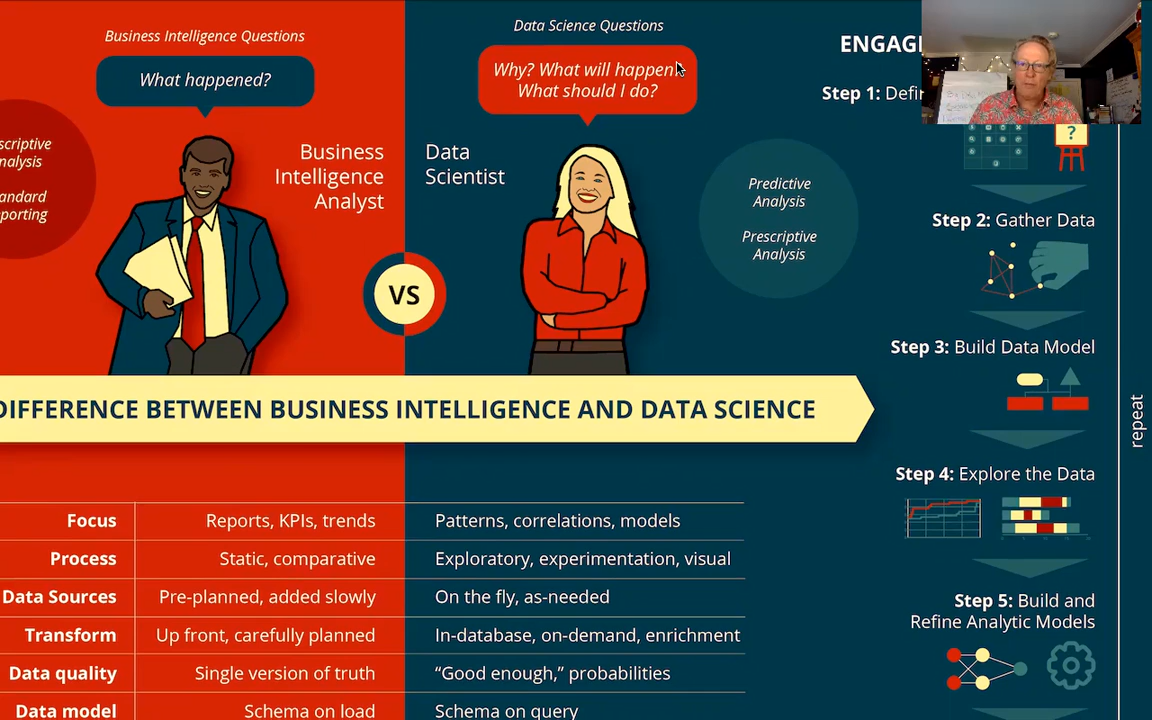 Business Intelligence Questions
What happened?
Business
Intelligence
Analyst
Data Science Questions
Why? What will happen
What should I do?
Data
Scientist
Predictive
Analysis
Prescriptive
Analysis
VS
DIFFERENCE BETWEEN BUSINESS INTELLIGENCE AND DATA SCIENCE
Focus Reports, KPIs, trends Patterns, correlations, models
Process Static, comparative Exploratory, experimentation, visual
Data Sources Pre-planned, added slowly On the fly, as-needed
Transform Up front, carefully planned In-database, on-demand, enrichment
Data quality Single version of truth “Good enough,” probabilities
Data model Schema on load Schema on query
Step 1:
?
Step 2: Gather Data
Step 3: Build Data Model
Step 4: Explore the Data
Step 5: Build and
Refine Analytic Models
repeat